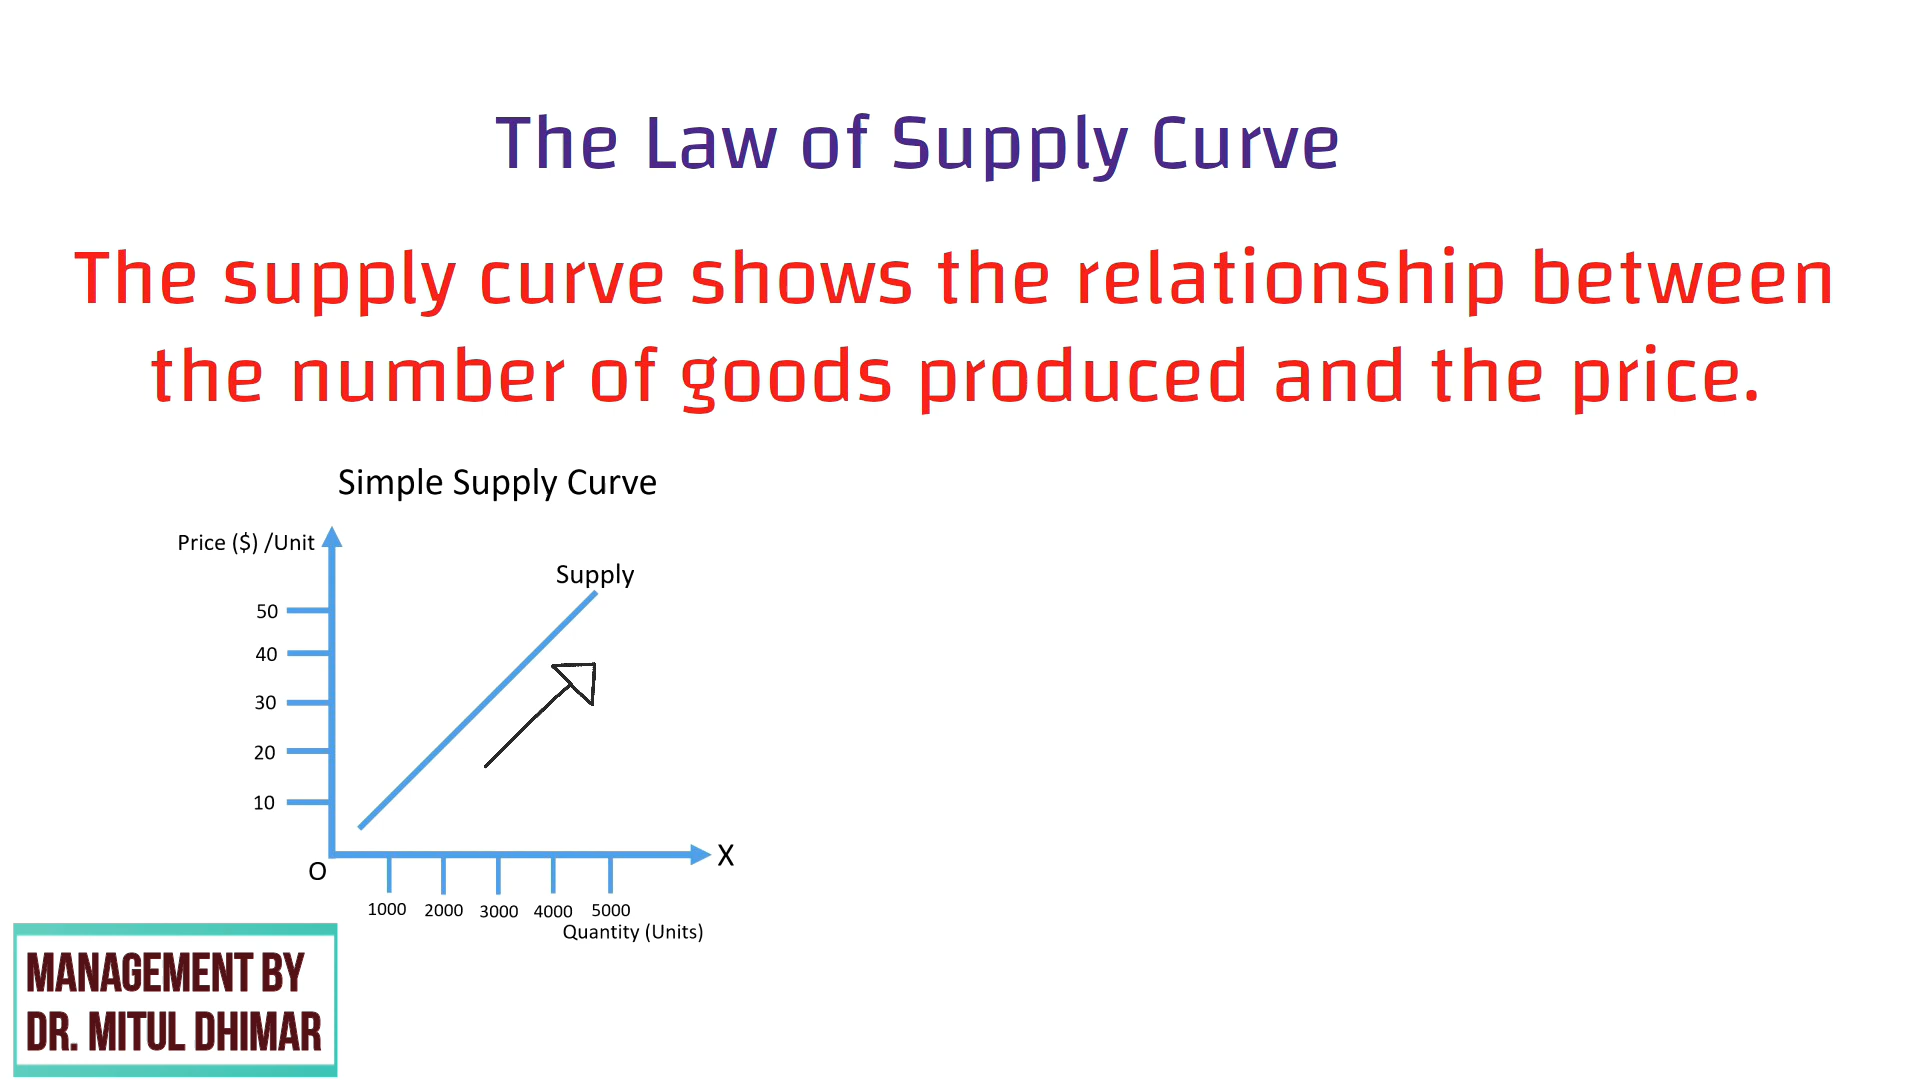 The Law of Supply Curve
The supply curve shows the relationship between
the number of goods produced and the price.
Simple Supply Curve
Price ($) /Unit
Supply
50
40
30
20
10
O
X
1000 2000 3000 4000 5000
Quantity (Units)
MANAGEMENT BY
DR. MITUL DHIMAR